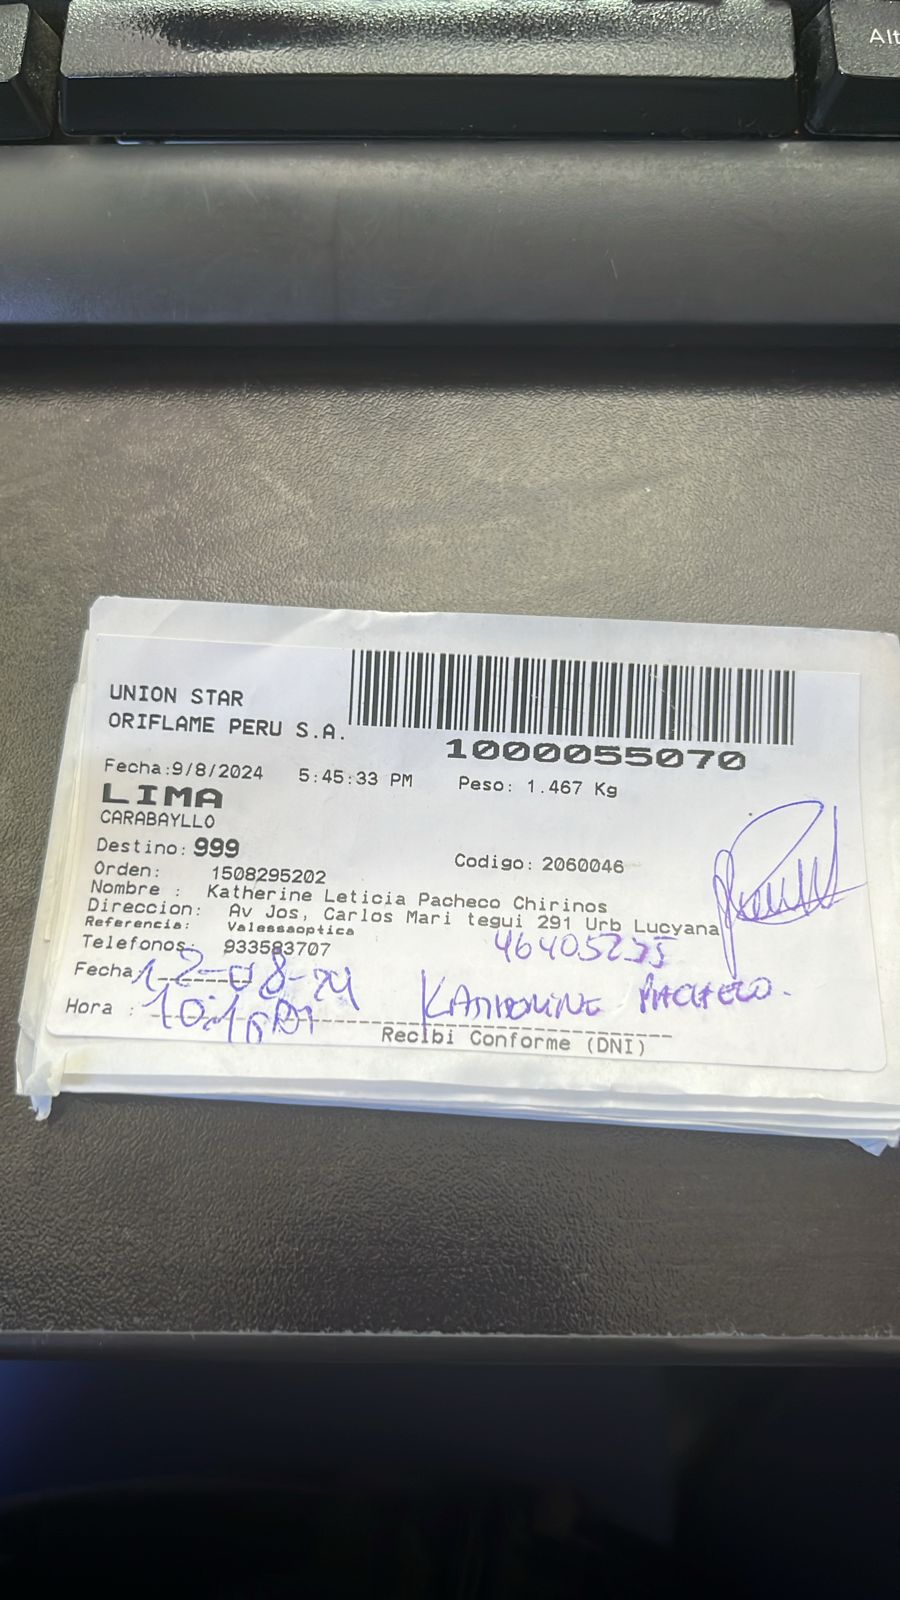 Alt
UNION STAR
ORIFLAME PERU S.A.
1000055070
Fecha:9/8/2024 5:45:33 PM Peso: 1.467 Kg
LIMA
CARABAYLLO
Destino: 999
Orden: 1508295202 Codigo: 2060046
Nombre : Katherine Leticia Pacheco Chirinos
Direccion: Av Jos, Carlos Mari tegui 291 Urb Lucyana
Referencia: Valessaoptica
Telefonos: 933583707
Fecha 12-08-24
Hora :
Recibi Conforme (DNI)